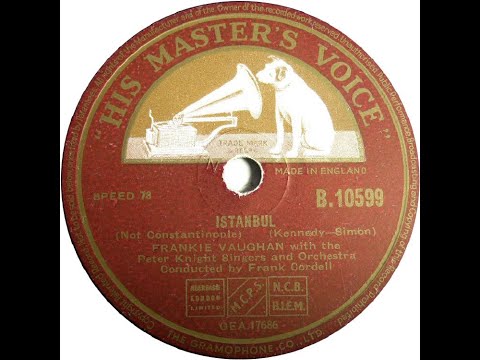 "HIS MASTER'S VOICE"
TRADE MARK
MADE IN ENGLAND
SPEED 78
B.10599
ISTANBUL
(Not Constantinople) (Kennedy—Simon)
FRANKIE VAUGHAN with the
Peter Knight Singers and Orchestra
Conducted by Frank Cordell
M.C.P.S.
N.C.B.
B.I.E.M.
OEA.17686
THE GRAMOPHONE CO., LTD.